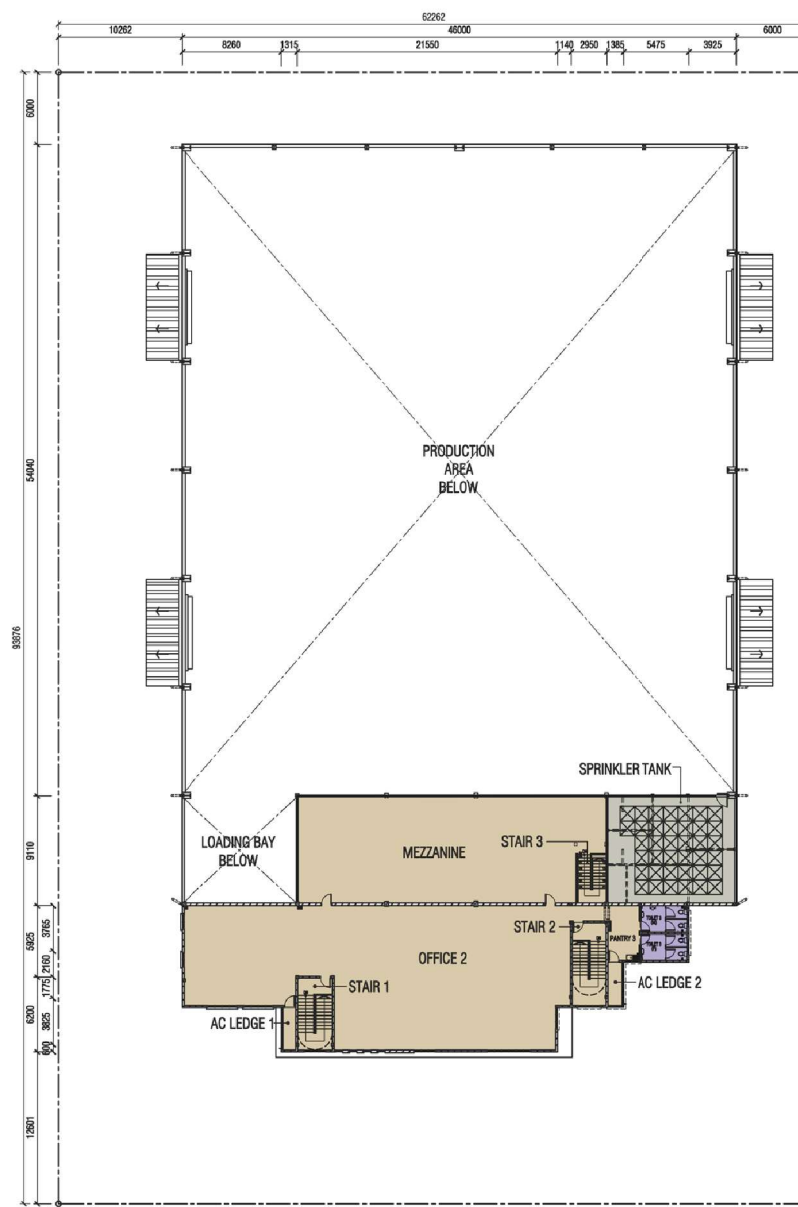 62262
10262
46000
6000
8260
1315
21550
1140
2950
1385
5475
3925
6000
54040
93876
9110
5925
3765
2160
6200
1775
3825
600
12601
PRODUCTION
AREA
BELOW
SPRINKLER TANK
LOADING BAY
BELOW
MEZZANINE
STAIR 3
STAIR 2
OFFICE 2
PANTRY 3
STAIR 1
AC LEDGE 2
AC LEDGE 1